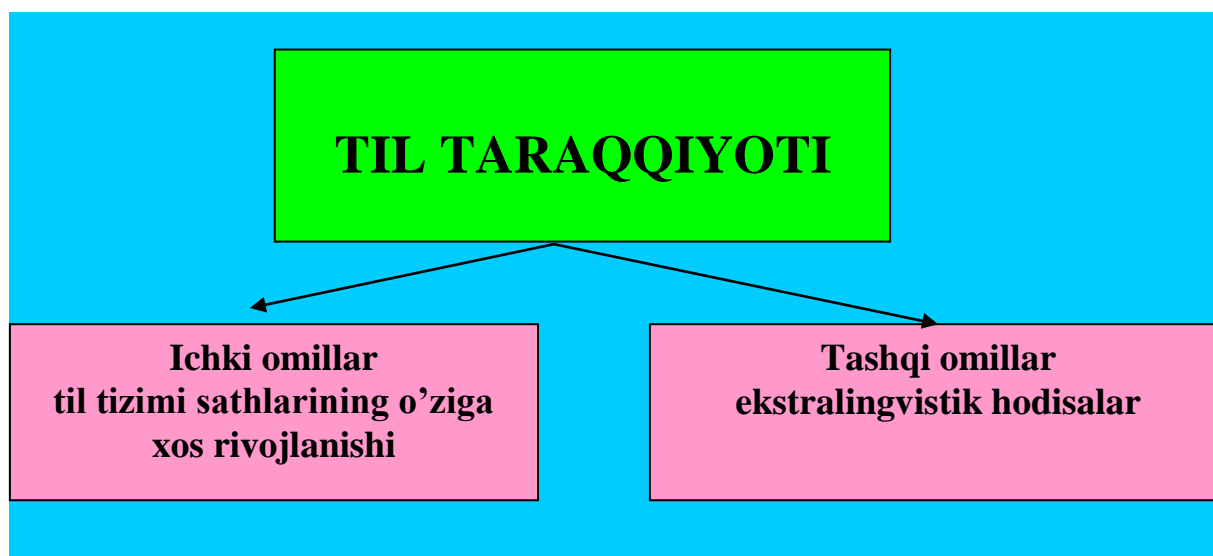 TIL TARAQQIYOTI
Ichki omillar
til tizimi sathlarining o’ziga
xos rivojlanishi
Tashqi omillar
ekstralingvistik hodisalar